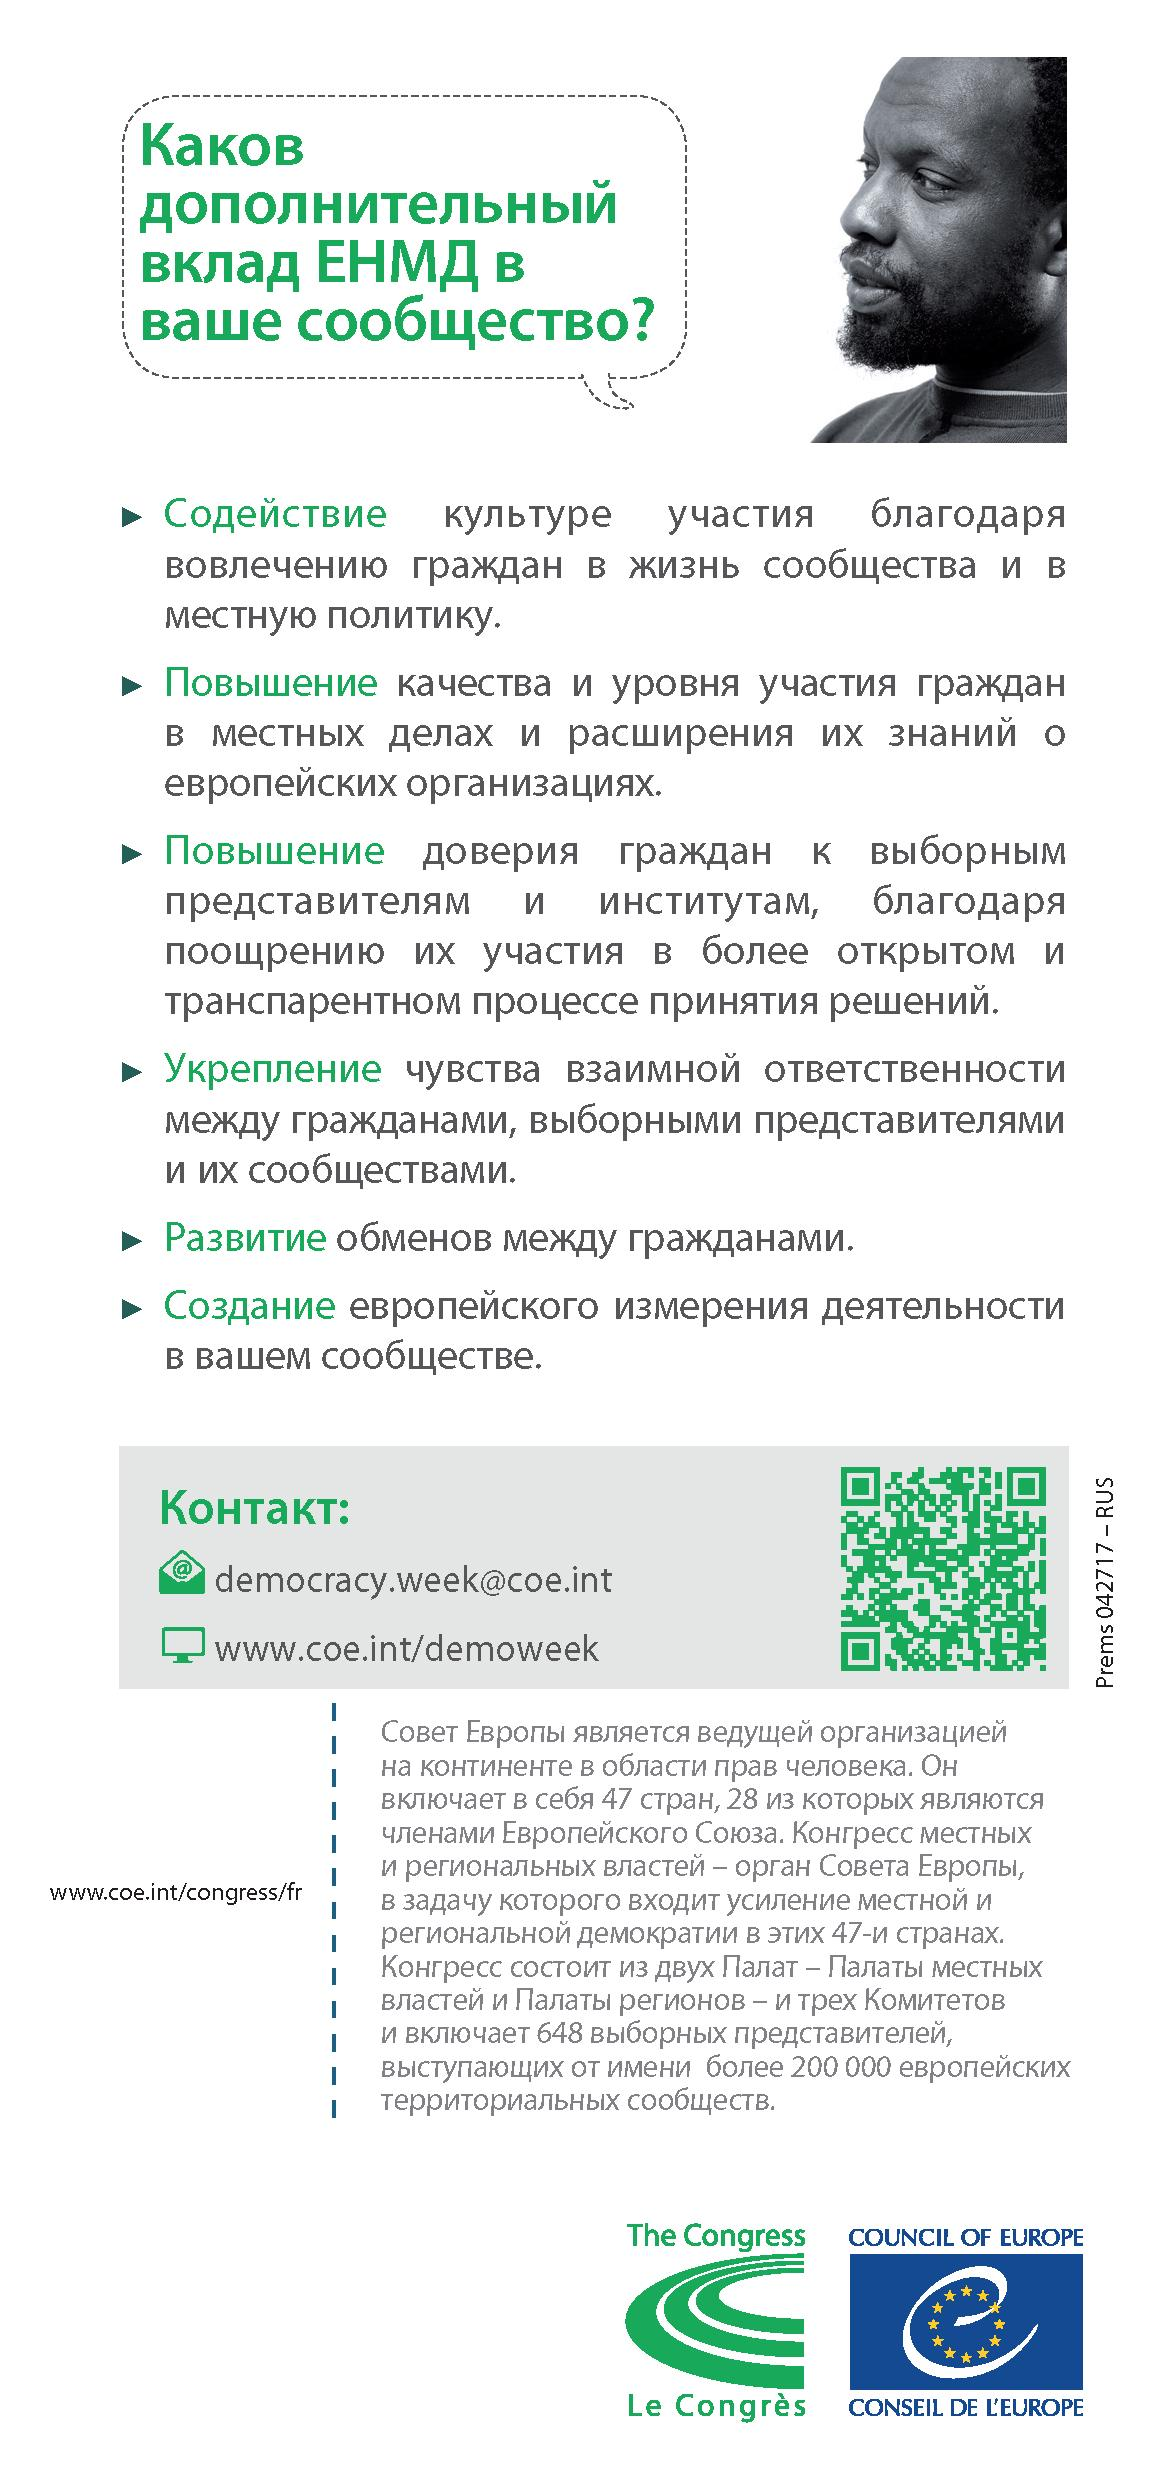 Каков
дополнительный
вклад ЕНМД в
ваше сообщество?
► Содействие культуре участия благодаря
вовлечению граждан в жизнь сообщества и в
местную политику.
► Повышение качества и уровня участия граждан
в местных делах и расширения их знаний о
европейских организациях.
► Повышение доверия граждан к выборным
представителям и институтам, благодаря
поощрению их участия в более открытом и
транспарентном процессе принятия решений.
► Укрепление чувства взаимной ответственности
между гражданами, выборными представителями
и их сообществами.
► Развитие обменов между гражданами.
► Создание европейского измерения деятельности
в вашем сообществе.
Контакт:
democracy.week@coe.int
www.coe.int/demoweek
Prems 042717 – RUS
www.coe.int/congress/fr
Совет Европы является ведущей организацией
на континенте в области прав человека. Он
включает в себя 47 стран, 28 из которых являются
членами Европейского Союза. Конгресс местных
и региональных властей – орган Совета Европы,
в задачу которого входит усиление местной и
региональной демократии в этих 47-и странах.
Конгресс состоит из двух Палат – Палаты местных
властей и Палаты регионов – и трех Комитетов
и включает 648 выборных представителей,
выступающих от имени более 200 000 европейских
территориальных сообществ.
The Congress
Le Congrès
COUNCIL OF EUROPE
CONSEIL DE L'EUROPE